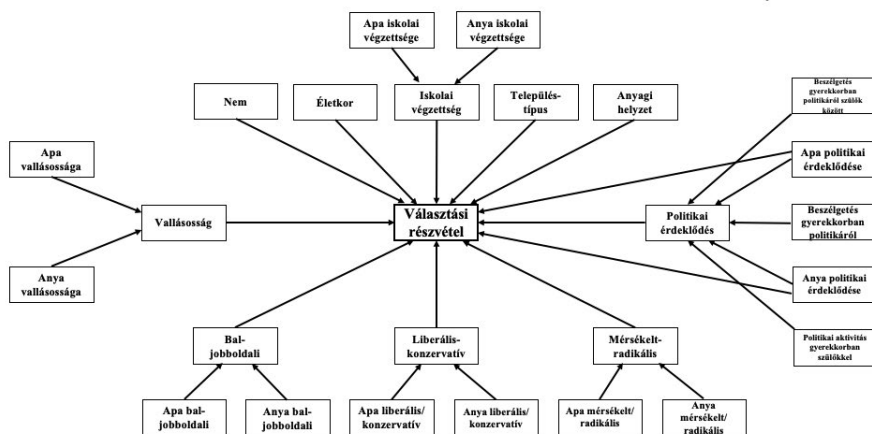 Apa iskolai
végzettsége
Anya iskolai
végzettsége
Nem
Életkor
Iskolai
végzettség
Település-
típus
Anyagi
helyzet
Beszélgetés
gyerekkorban
politikáról szülők
között
Apa
vallásossága
Apa politikai
érdeklődése
Vallásosság
Választási
részvétel
Politikai
érdeklődés
Beszélgetés
gyerekkorban
politikáról
Anya
vallásossága
Anya politikai
érdeklődése
Bal-
jobboldali
Liberális-
konzervatív
Mérsékelt-
radikális
Politikai aktivitás
gyerekkorban
szülőkkel
Apa bal-
jobboldali
Anya bal-
jobboldali
Apa liberális/
konzervatív
Anya liberális/
konzervatív
Apa mérsékelt/
radikális
Anya
mérsékelt/
radikális